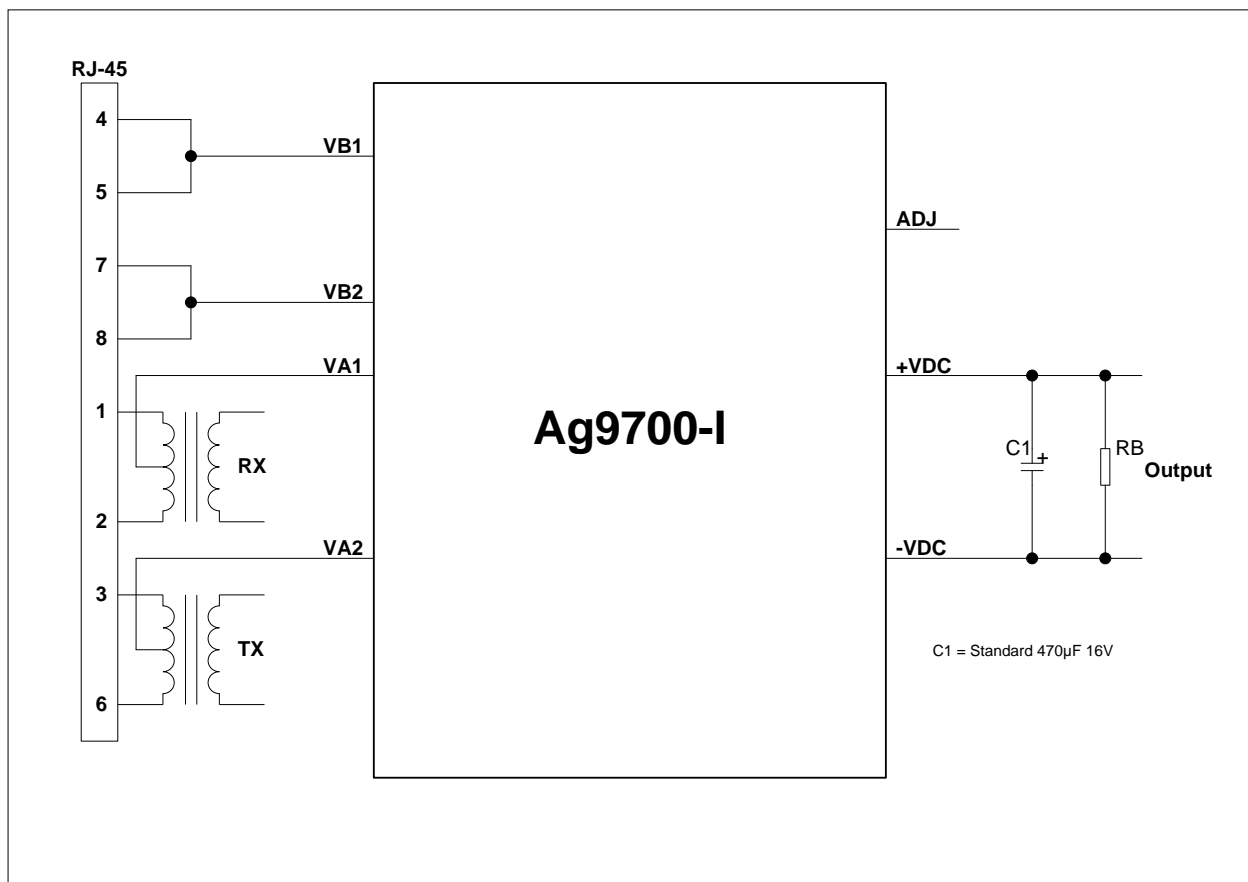 RJ-45
4
VB1
5
ADJ
7
VB2
8
VA1
+VDC
1
Ag9700-I
RX
C1
+
RB
Output
2
VA2
-VDC
3
TX
C1 = Standard 470µF 16V
6